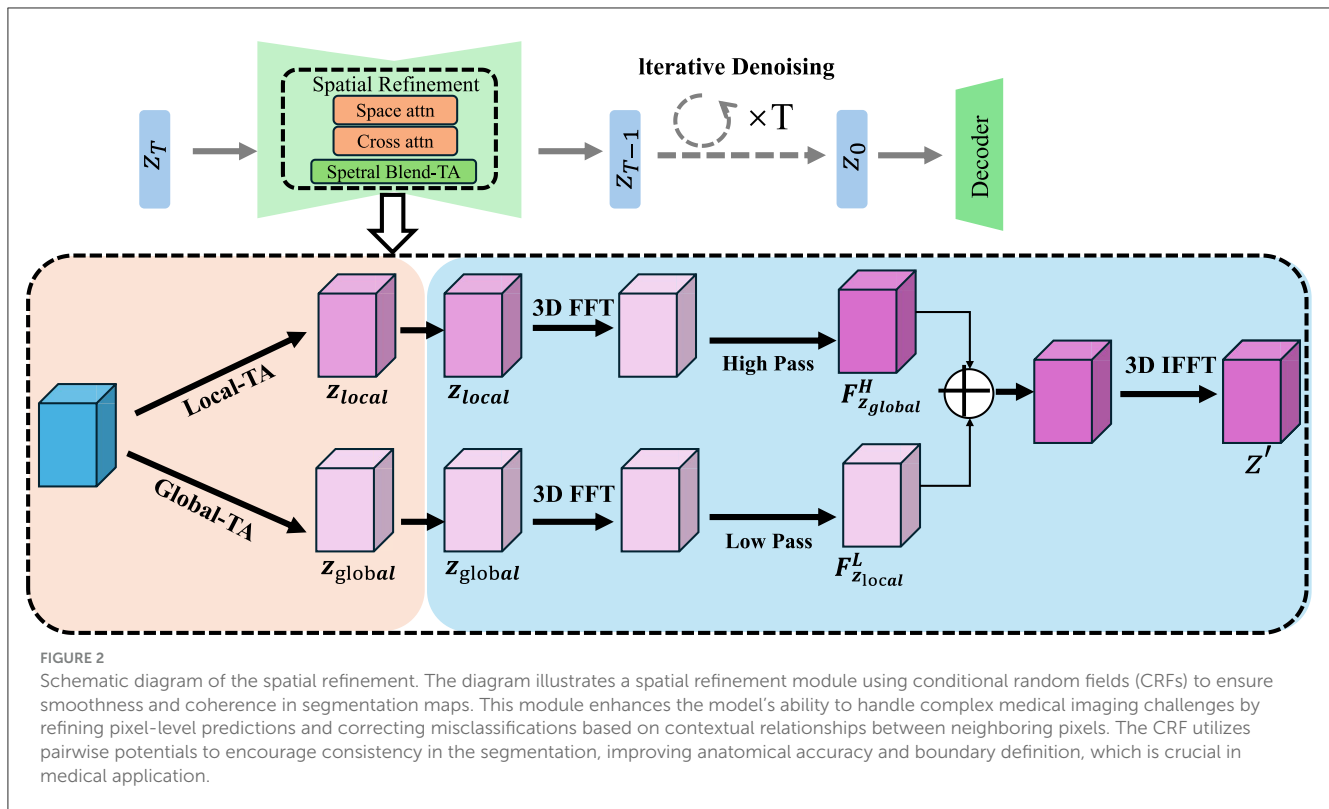 Iterative Denoising
Spatial Refinement
Space attn
Cross attn
Spetral Blend-TA
z_T
z_{T-1}
×T
z_0
Decoder
Local-TA
Global-TA
z_local
z_local
3D FFT
High Pass
F^H_{z_global}
3D IFFT
Z′
z_global
z_global
3D FFT
Low Pass
F^L_{z_local}
FIGURE 2
Schematic diagram of the spatial refinement. The diagram illustrates a spatial refinement module using conditional random fields (CRFs) to ensure
smoothness and coherence in segmentation maps. This module enhances the model's ability to handle complex medical imaging challenges by
refining pixel-level predictions and correcting misclassifications based on contextual relationships between neighboring pixels. The CRF utilizes
pairwise potentials to encourage consistency in the segmentation, improving anatomical accuracy and boundary definition, which is crucial in
medical application.